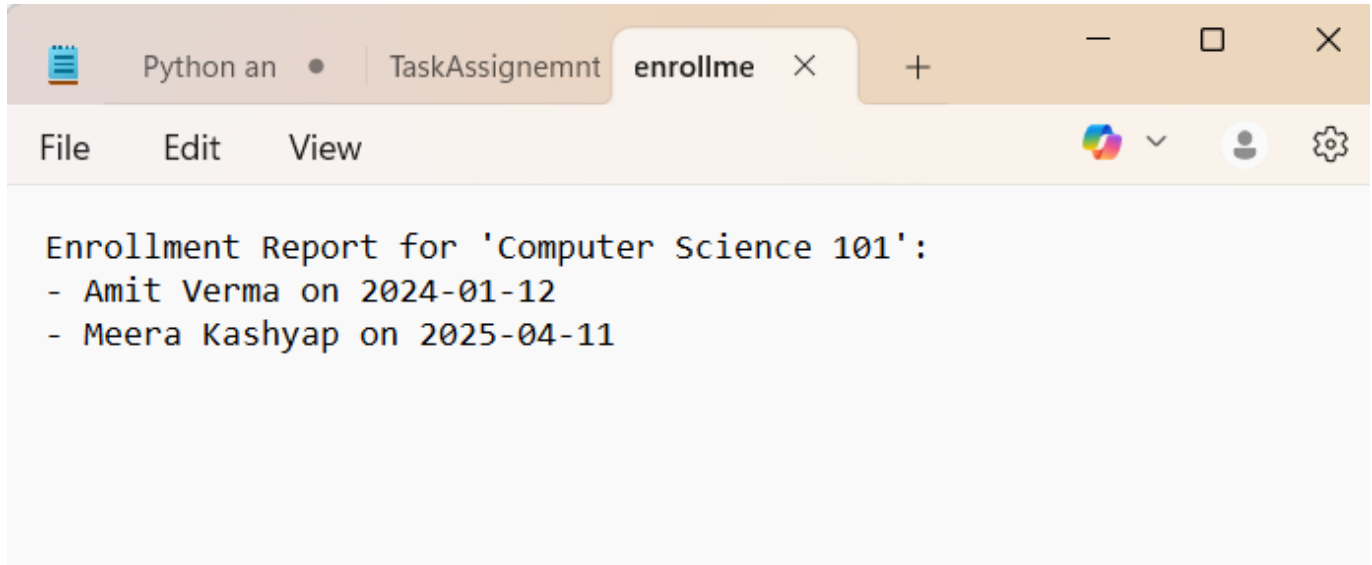 Python an
TaskAssignemnt
enrollme
File
Edit
View
Enrollment Report for 'Computer Science 101':
- Amit Verma on 2024-01-12
- Meera Kashyap on 2025-04-11